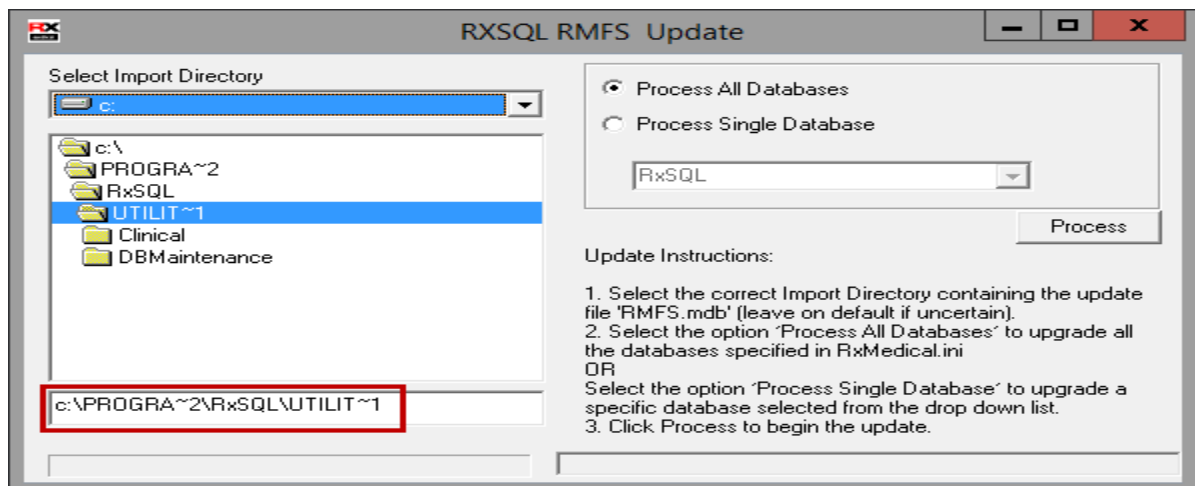 RX
RXSQL RMFS Update
Select Import Directory
c:
c:\
PROGRA~2
RxSQL
UTILIT~1
Clinical
DBMaintenance
c:\PROGRA~2\RxSQL\UTILIT~1
Process All Databases
Process Single Database
RxSQL
Process
Update Instructions:
1. Select the correct Import Directory containing the update
file 'RMFS.mdb' (leave on default if uncertain).
2. Select the option ´Process All Databases´ to upgrade all
the databases specified in RxMedical.ini
OR
Select the option ´Process Single Database´ to upgrade a
specific database selected from the drop down list.
3. Click Process to begin the update.